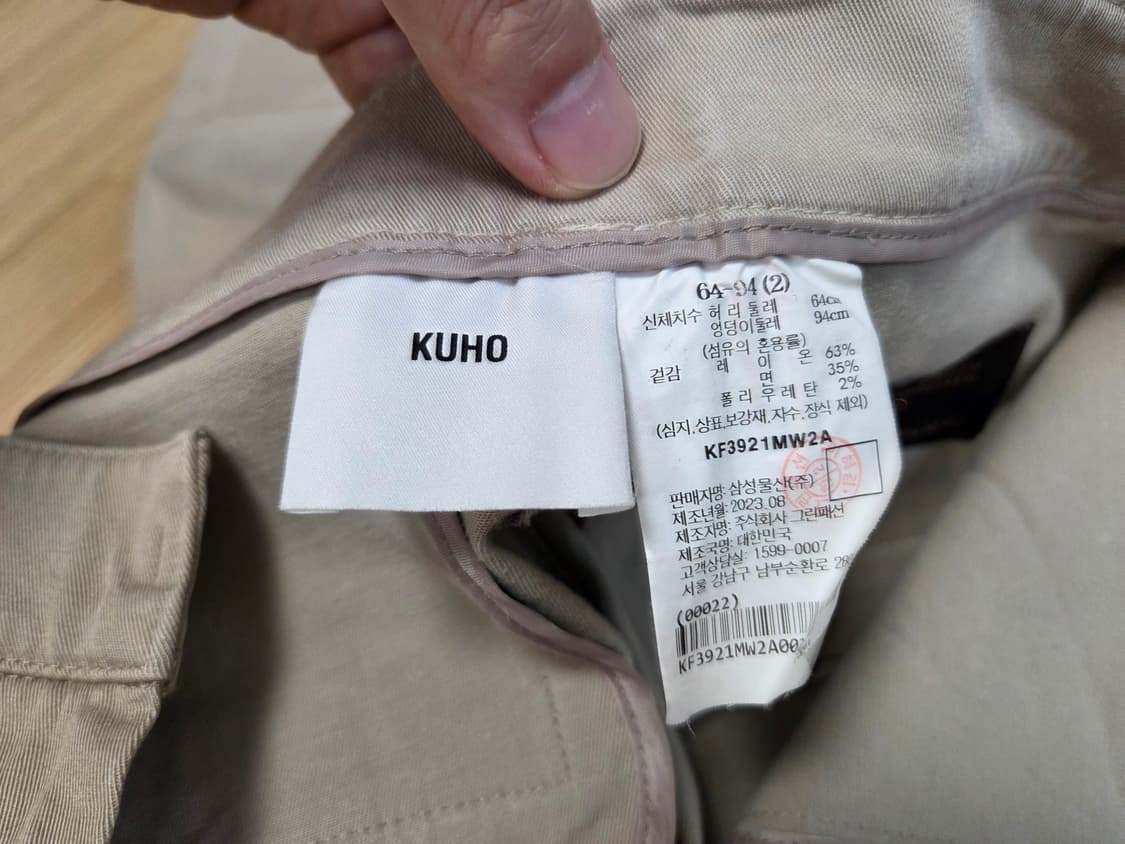 KUHO
64-94 (2)
신체치수 허리둘레 64cm
엉덩이둘레 94cm
(섬유의 혼용률)
겉감 레이온 63%
면 35%
폴리우레탄 2%
(심지,상표,보강재,자수,장식 제외)
KF3921MW2A
판매자명: 삼성물산(주)
제조년월: 2023.08
제조자명: 주식회사 그린패션
제조국명: 대한민국
고객상담실: 1599-0007
서울 강남구 남부순환로
(00022)